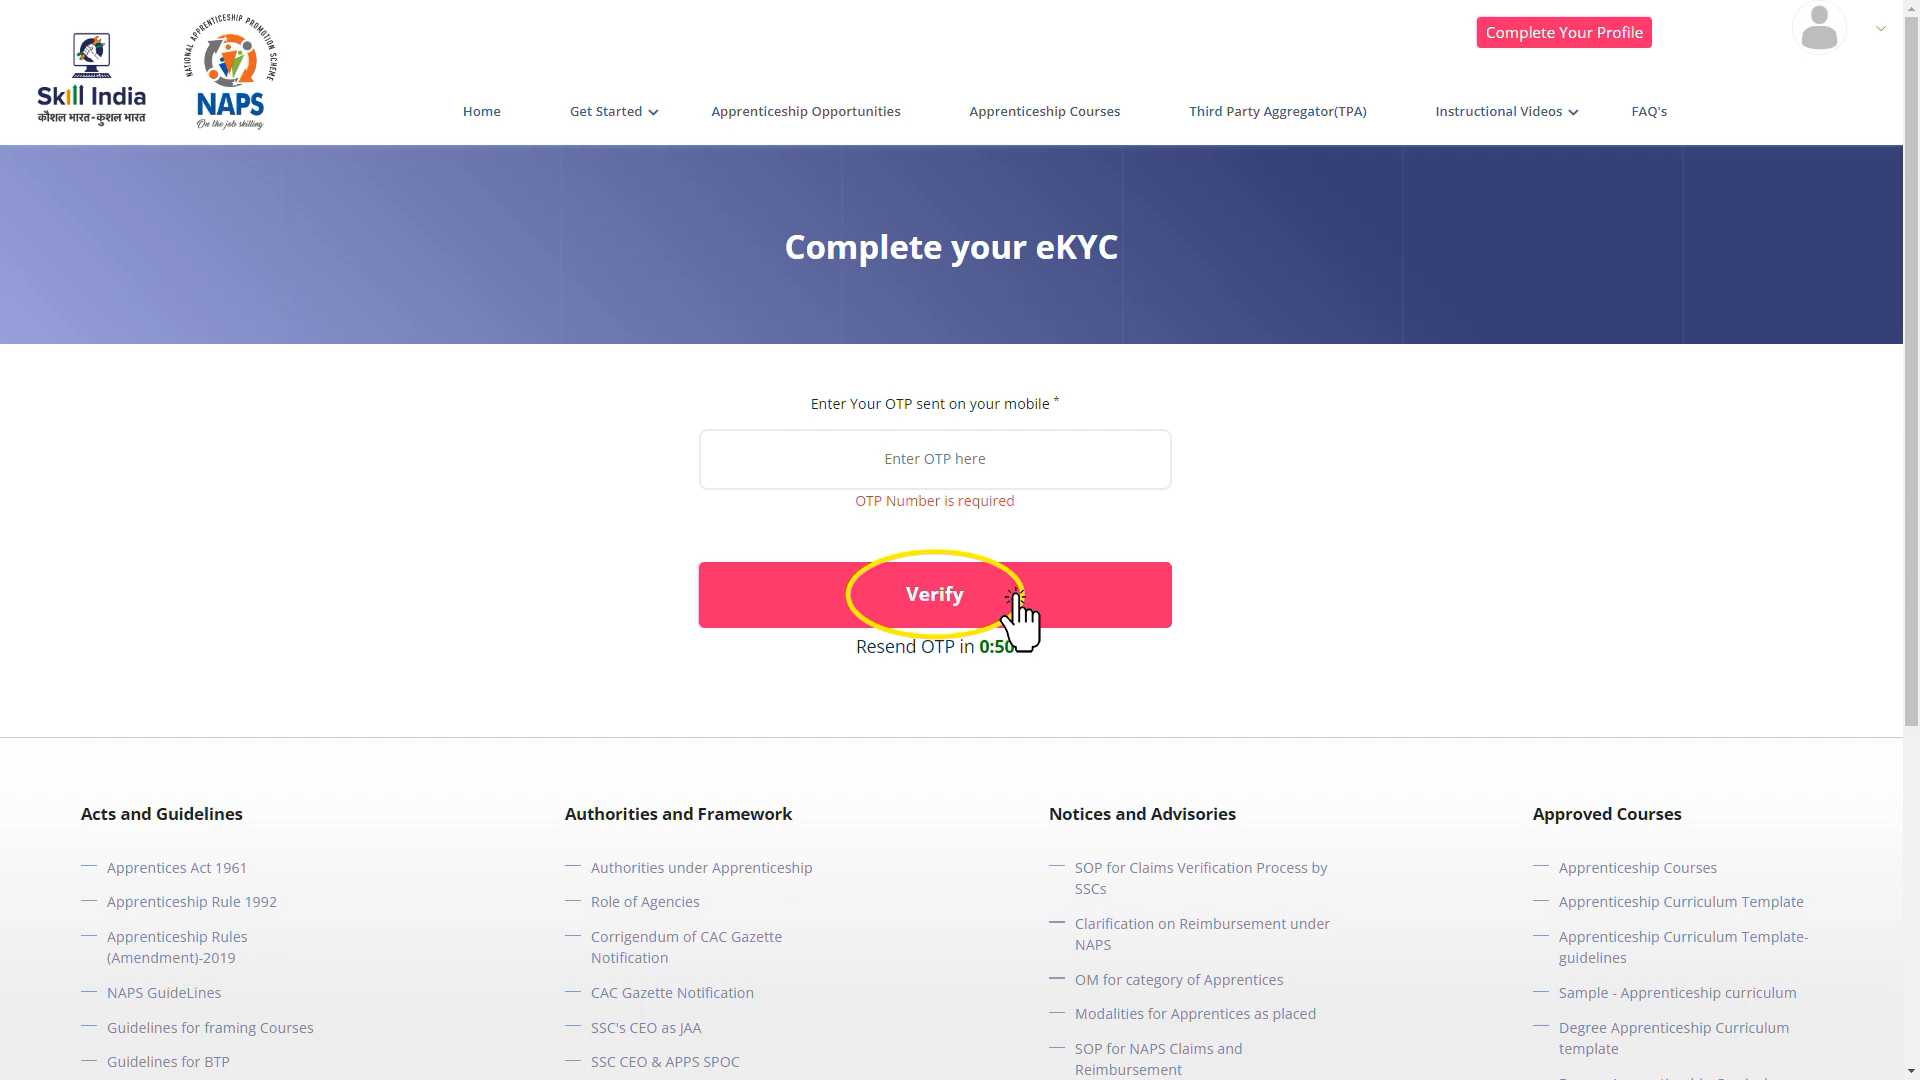 Complete Your Profile
Skill India
कौशल भारत - कुशल भारत
NATIONAL APPRENTICESHIP PROMOTION SCHEME
NAPS
On the job skilling
Home
Get Started
Apprenticeship Opportunities
Apprenticeship Courses
Third Party Aggregator(TPA)
Instructional Videos
FAQ's
Complete your eKYC
Enter Your OTP sent on your mobile *
Enter OTP here
OTP Number is required
Verify
Resend OTP in 0:50
Acts and Guidelines
Apprentices Act 1961
Apprenticeship Rule 1992
Apprenticeship Rules
(Amendment)-2019
NAPS GuideLines
Guidelines for framing Courses
Guidelines for BTP
Authorities and Framework
Authorities under Apprenticeship
Role of Agencies
Corrigendum of CAC Gazette
Notification
CAC Gazette Notification
SSC's CEO as JAA
SSC CEO & APPS SPOC
Notices and Advisories
SOP for Claims Verification Process by
SSCs
Clarification on Reimbursement under
NAPS
OM for category of Apprentices
Modalities for Apprentices as placed
SOP for NAPS Claims and
Reimbursement
Approved Courses
Apprenticeship Courses
Apprenticeship Curriculum Template
Apprenticeship Curriculum Template-
guidelines
Sample - Apprenticeship curriculum
Degree Apprenticeship Curriculum
template